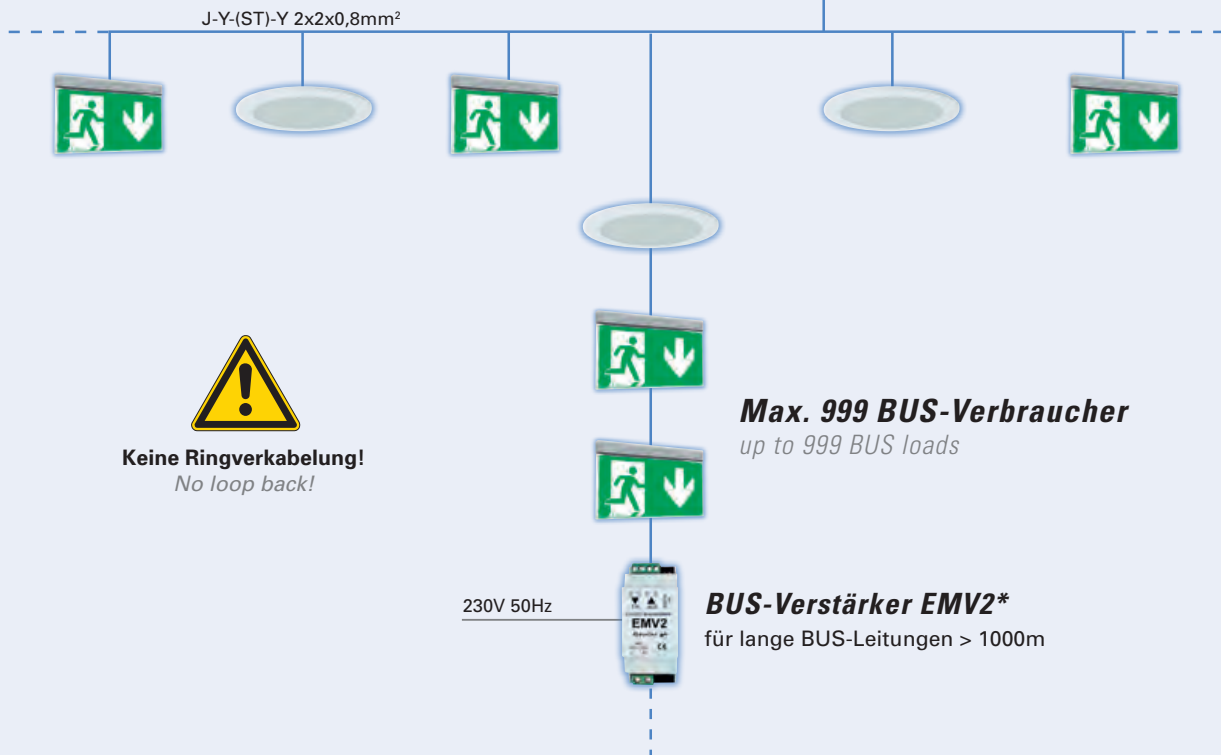 J-Y-(ST)-Y 2x2x0,8mm²
Max. 999 BUS-Verbraucher
up to 999 BUS loads
Keine Ringverkabelung!
No loop back!
230V 50Hz
EMV2
BUS-Verstärker EMV2*
für lange BUS-Leitungen > 1000m